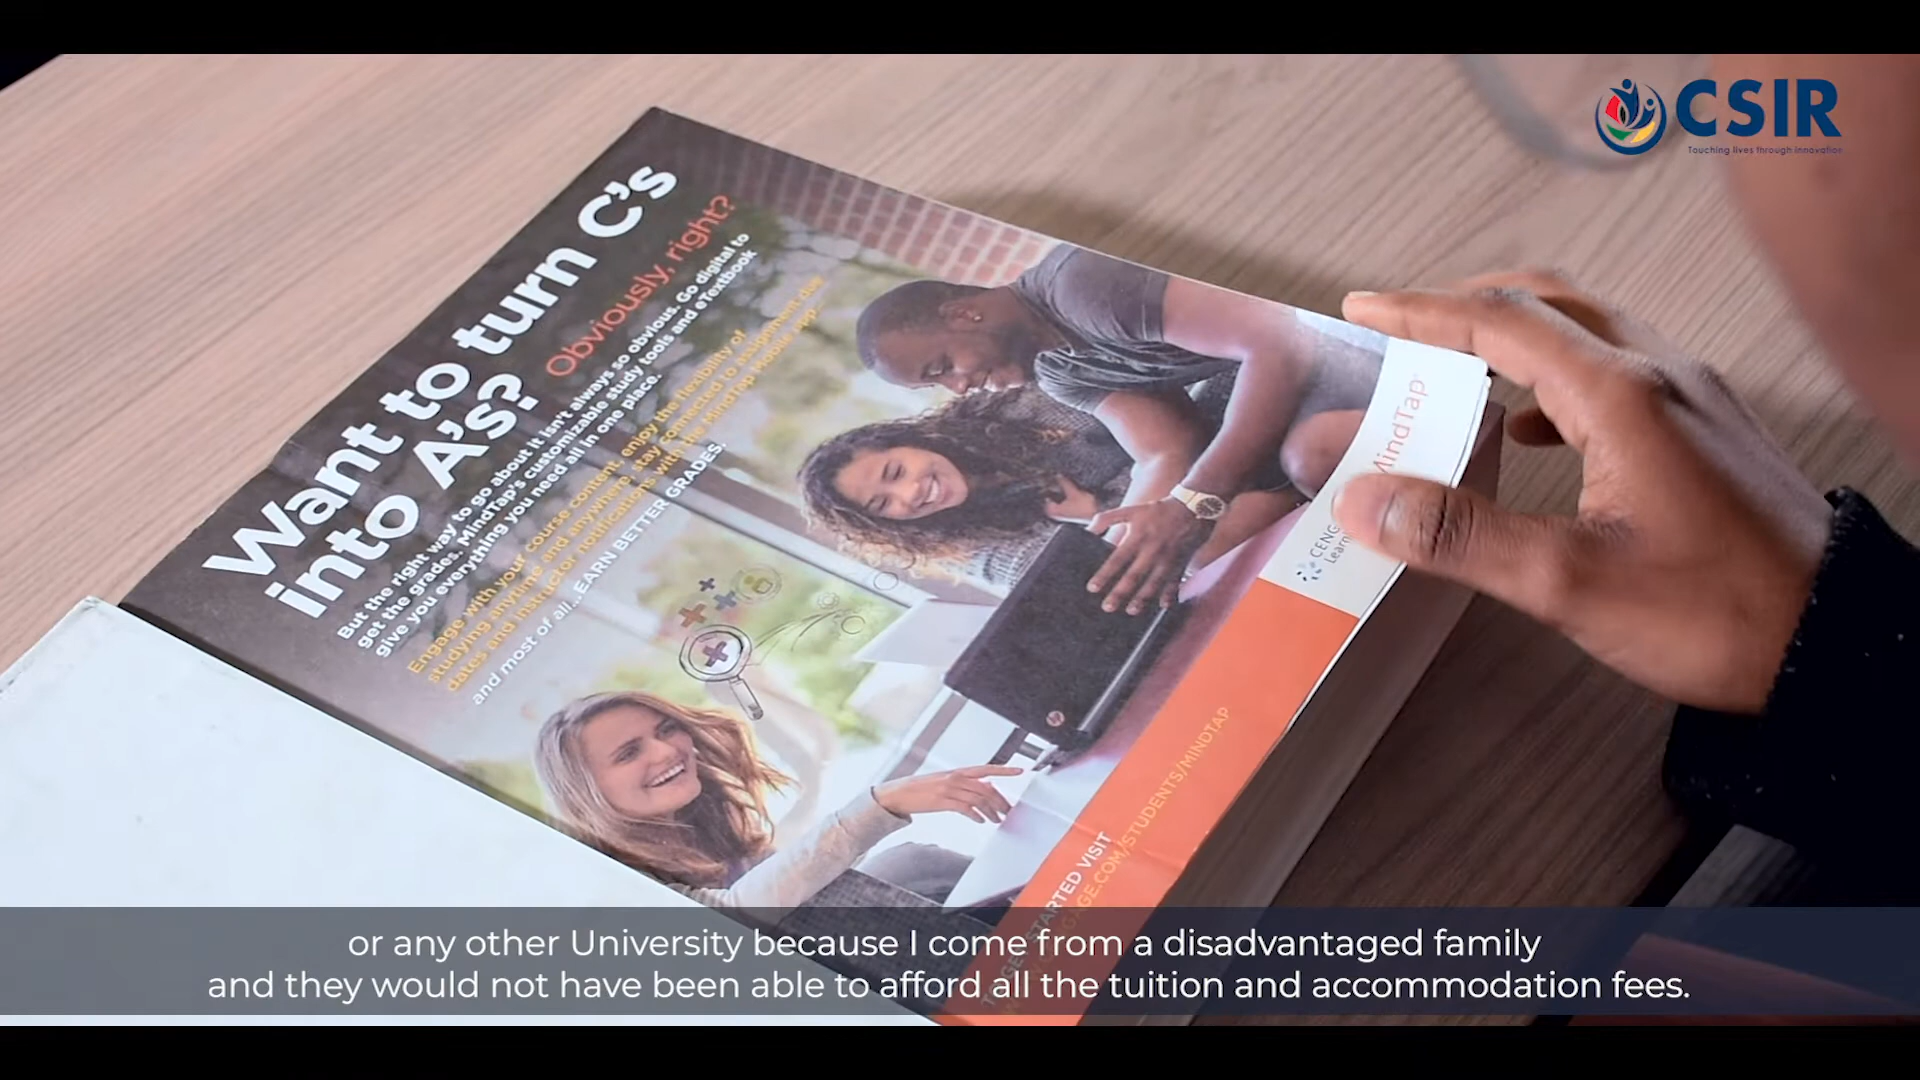 CSIR
Touching lives through innovation
Want to turn C's
into A's?
Obviously, right?
But the right way to go about it isn't always so obvious. Go digital to
get the grades. MindTap's customizable study tools and eTextbook
give you everything you need all in one place.
Engage with your course content, enjoy the flexibility of
studying anytime and anywhere, stay connected to assignment due
dates and instructor notifications with the MindTap Mobile app...
and most of all...EARN BETTER GRADES.
MindTap
CENG
Learn
STARTED VISIT
GAGE.COM/STUDENTS/MINDTAP
or any other University because I come from a disadvantaged family
and they would not have been able to afford all the tuition and accommodation fees.